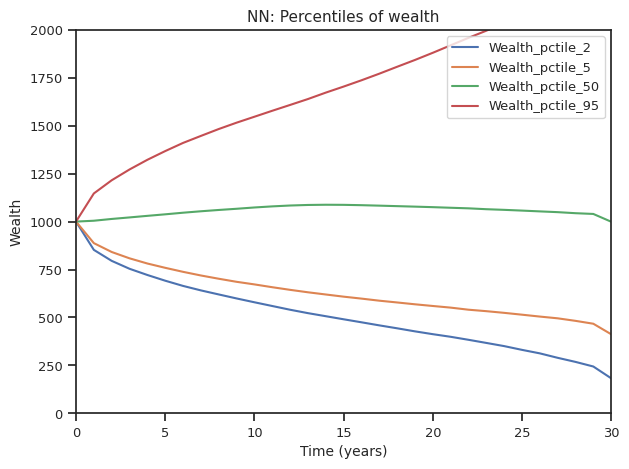 NN: Percentiles of wealth
2000
1750
1500
1250
1000
750
500
250
0
Wealth
Wealth_pctile_2
Wealth_pctile_5
Wealth_pctile_50
Wealth_pctile_95
0 5 10 15 20 25 30
Time (years)